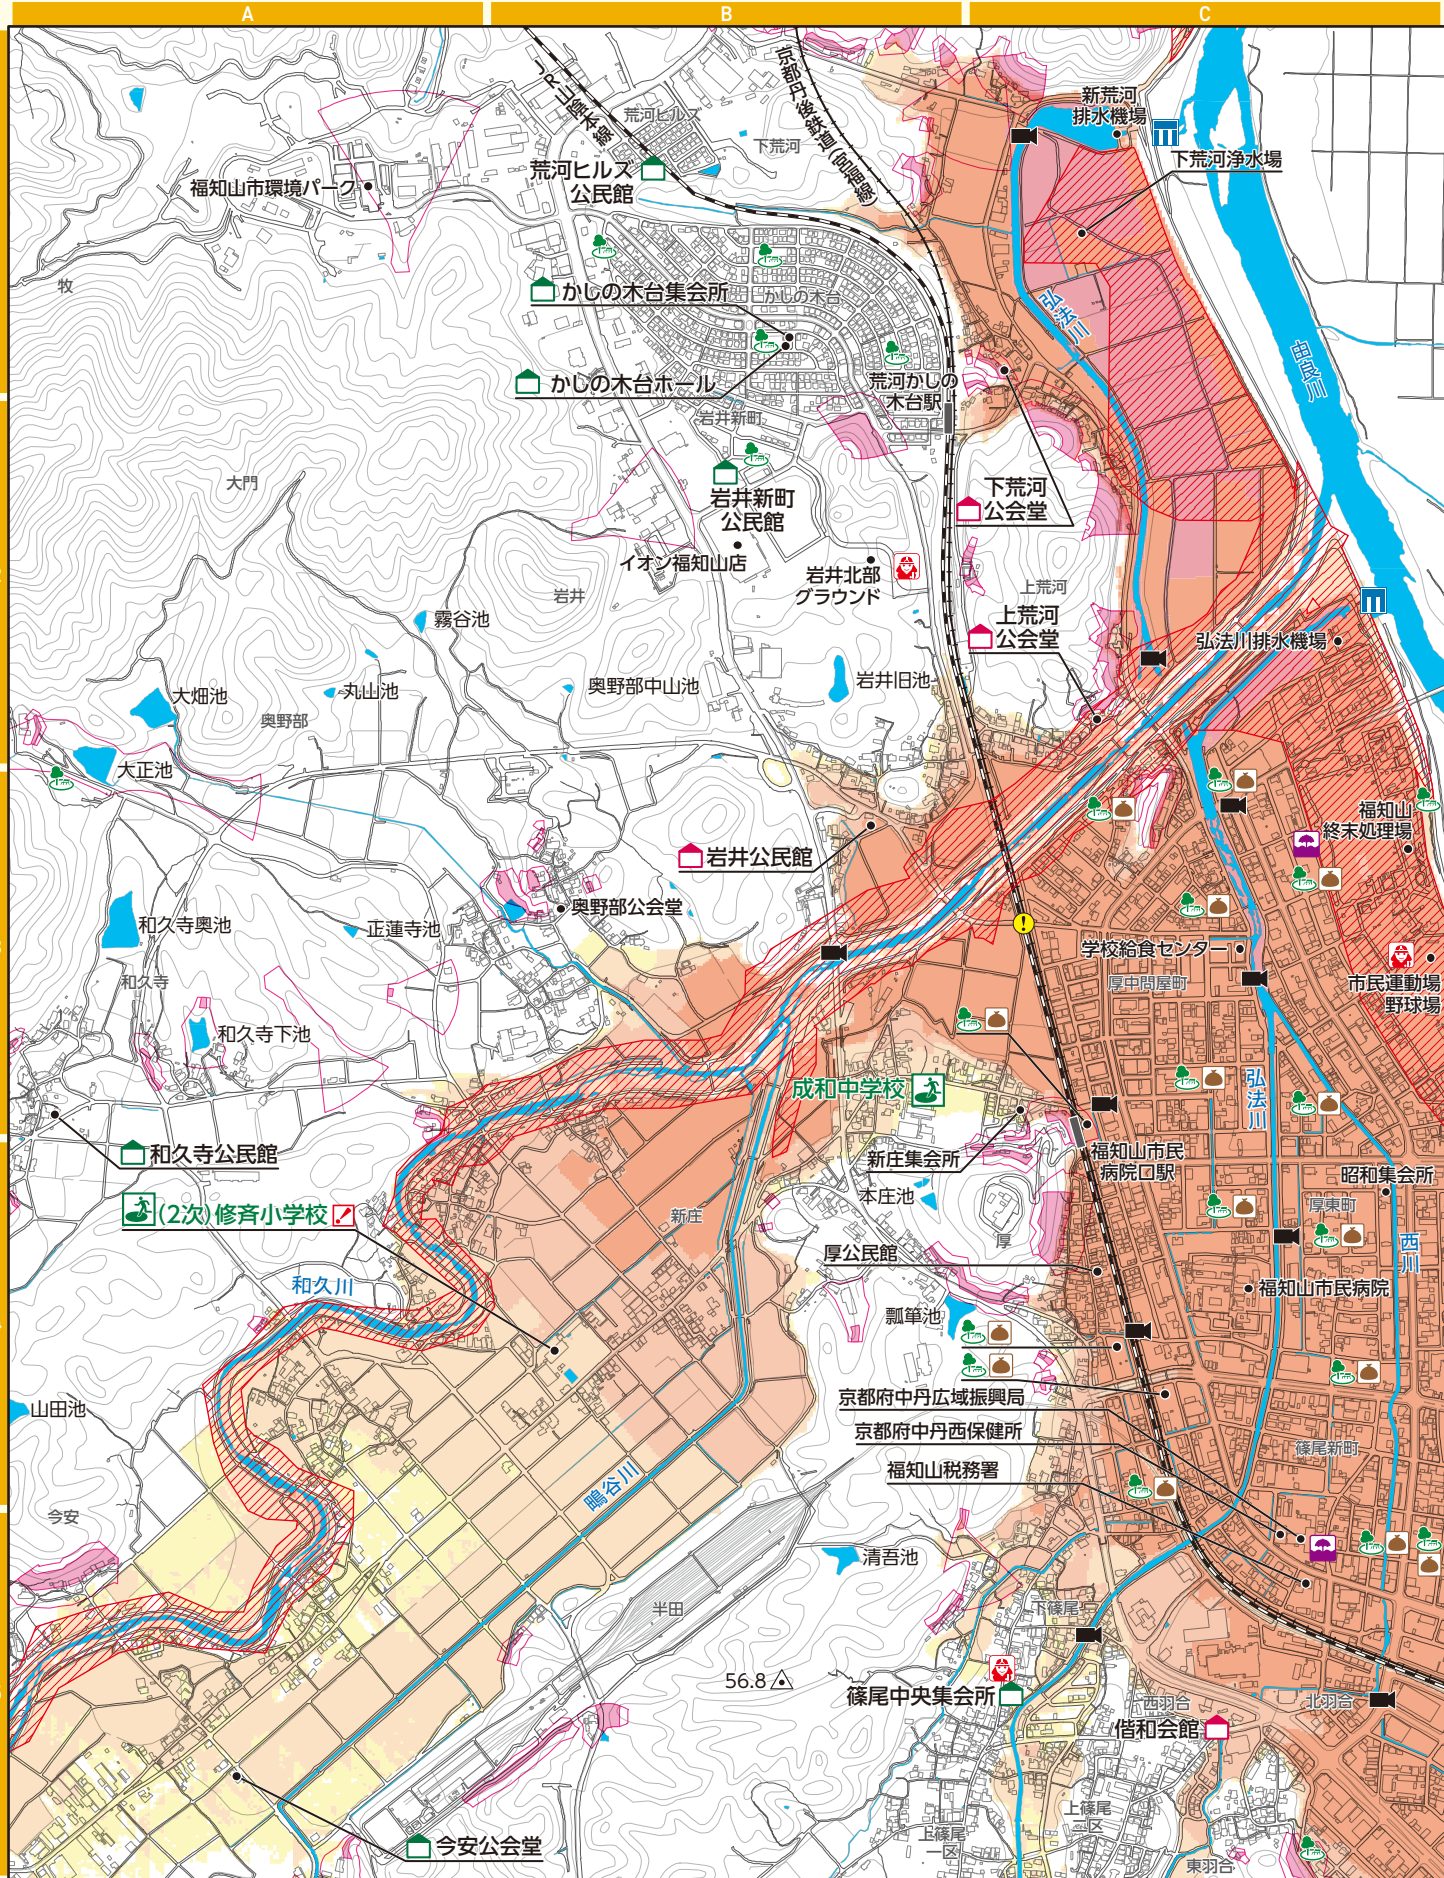 A
B
C
JR山陰本線
京都丹後鉄道(宮福線)
荒河ヒルズ
下荒河
新荒河
排水機場
下荒河浄水場
荒河ヒルズ
公民館
福知山市環境パーク
牧
かしの木台集会所
かしの木台
弘法川
由良川
かしの木台ホール
荒河かしの
木台駅
岩井新町
大門
岩井新町
公民館
下荒河
公会堂
イオン福知山店
岩井北部
グラウンド
岩井
上荒河
上荒河
公会堂
霧谷池
弘法川排水機場
大畑池
丸山池
奥野部
奥野部中山池
岩井旧池
大正池
福知山
終末処理場
岩井公民館
奥野部公会堂
和久寺奥池
正蓮寺池
学校給食センター
和久寺
厚中問屋町
市民運動場
野球場
和久寺下池
成和中学校
弘法川
和久寺公民館
新庄集会所
福知山市民
病院口駅
昭和集会所
本庄池
(2次)修斉小学校
新庄
厚東町
厚
厚公民館
西川
和久川
福知山市民病院
瓢箪池
山田池
京都府中丹広域振興局
京都府中丹西保健所
篠尾新町
福知山税務署
鴫谷川
今安
清吾池
半田
下篠尾
56.8
篠尾中央集会所
西羽合
北羽合
偕和会館
上篠尾
二区
上篠尾
一区
今安公会堂
東羽合